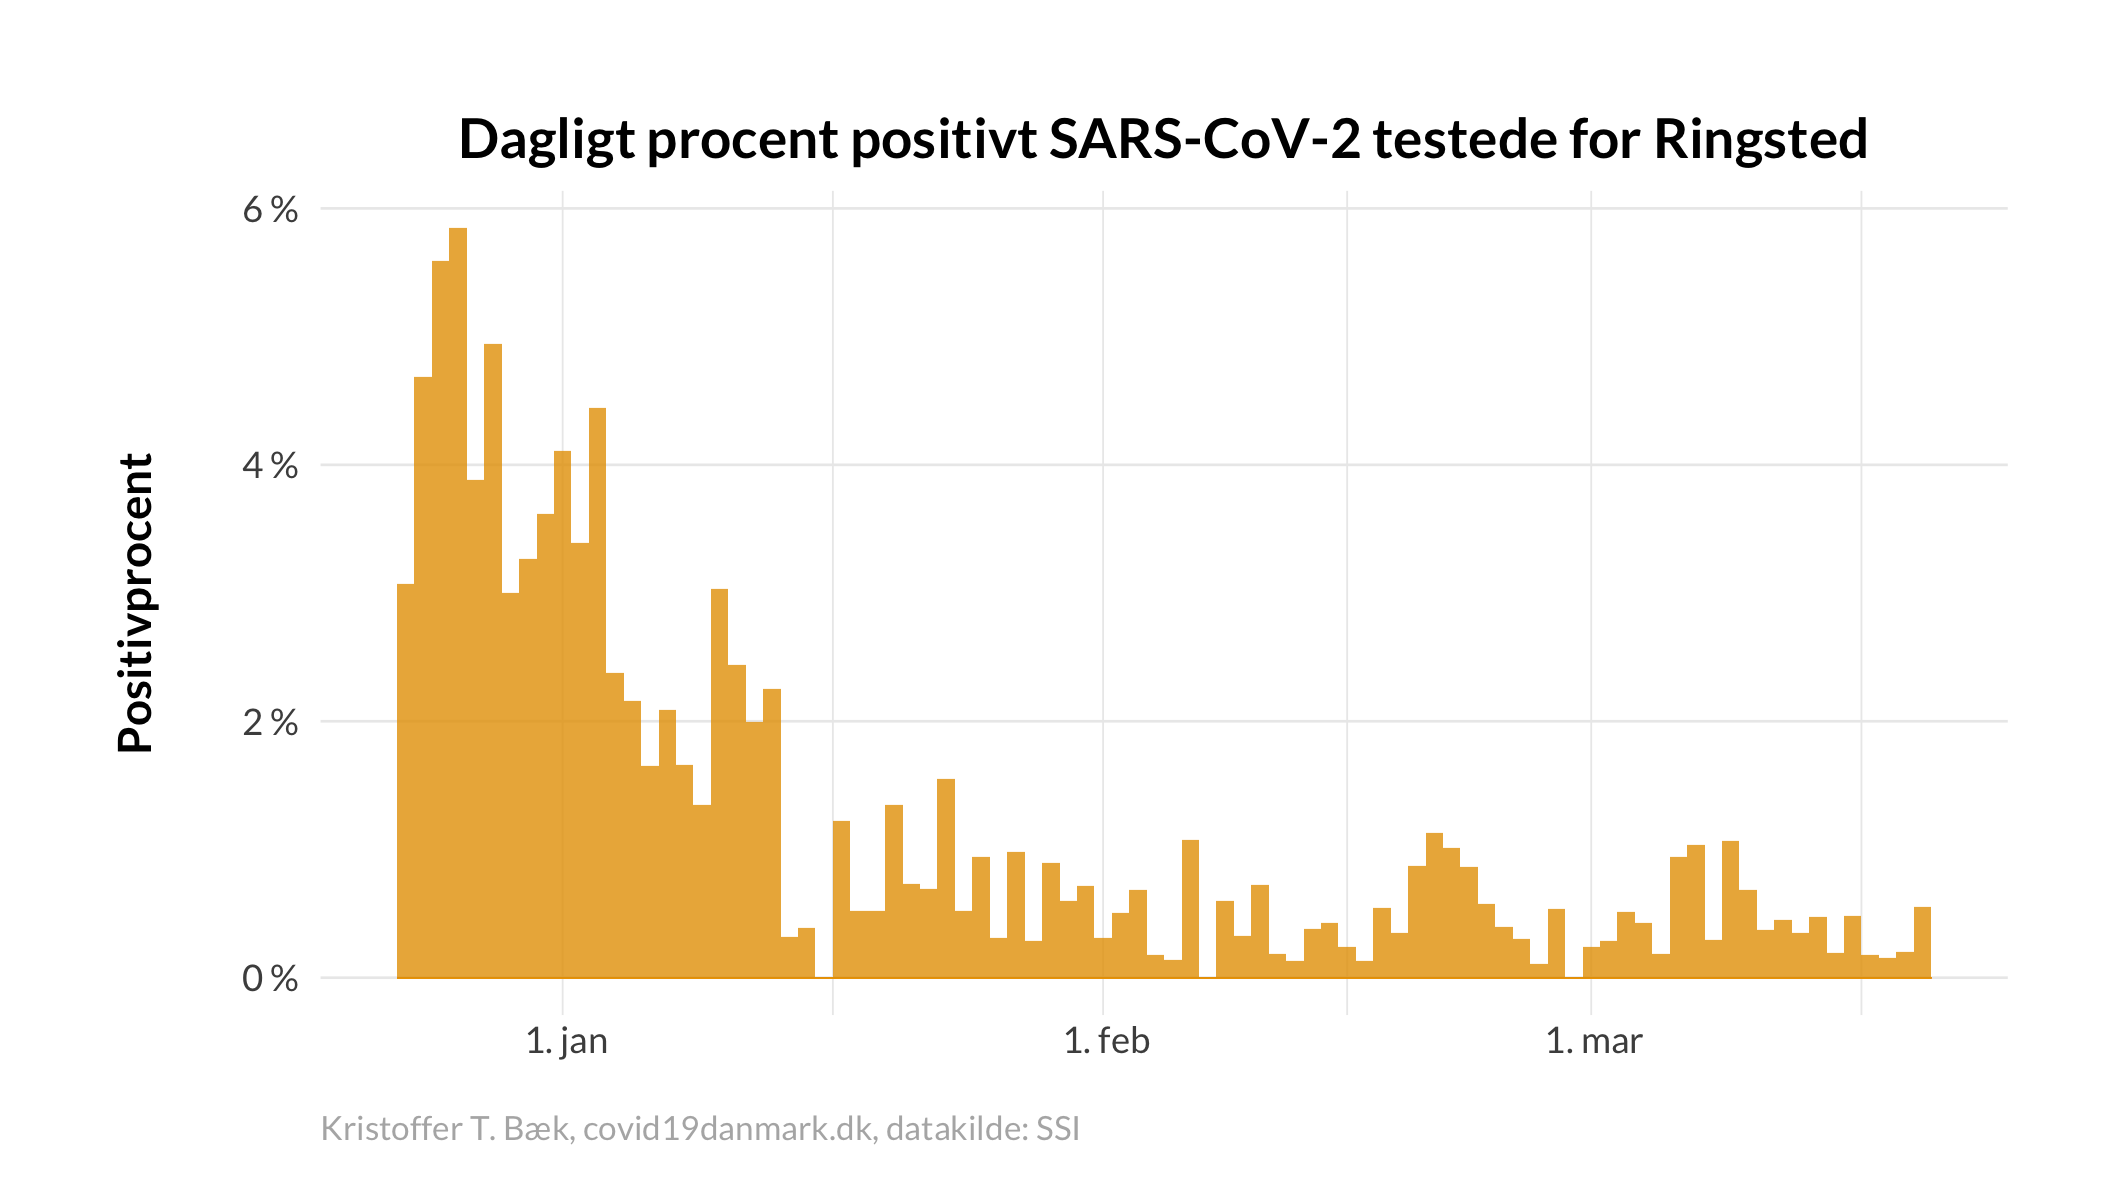 Dagligt procent positivt SARS-CoV-2 testede for Ringsted
Positivprocent
6 %
4 %
2 %
0 %
1. jan
1. feb
1. mar
Kristoffer T. Bæk, covid19danmark.dk, datakilde: SSI